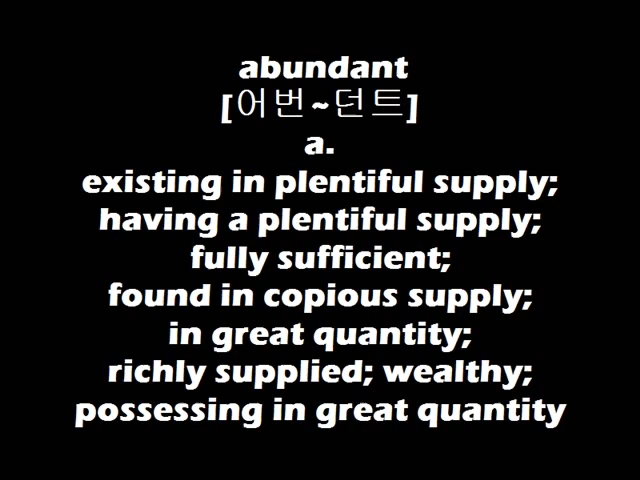 abundant
[어번~던트]
a.
existing in plentiful supply;
having a plentiful supply;
fully sufficient;
found in copious supply;
in great quantity;
richly supplied; wealthy;
possessing in great quantity